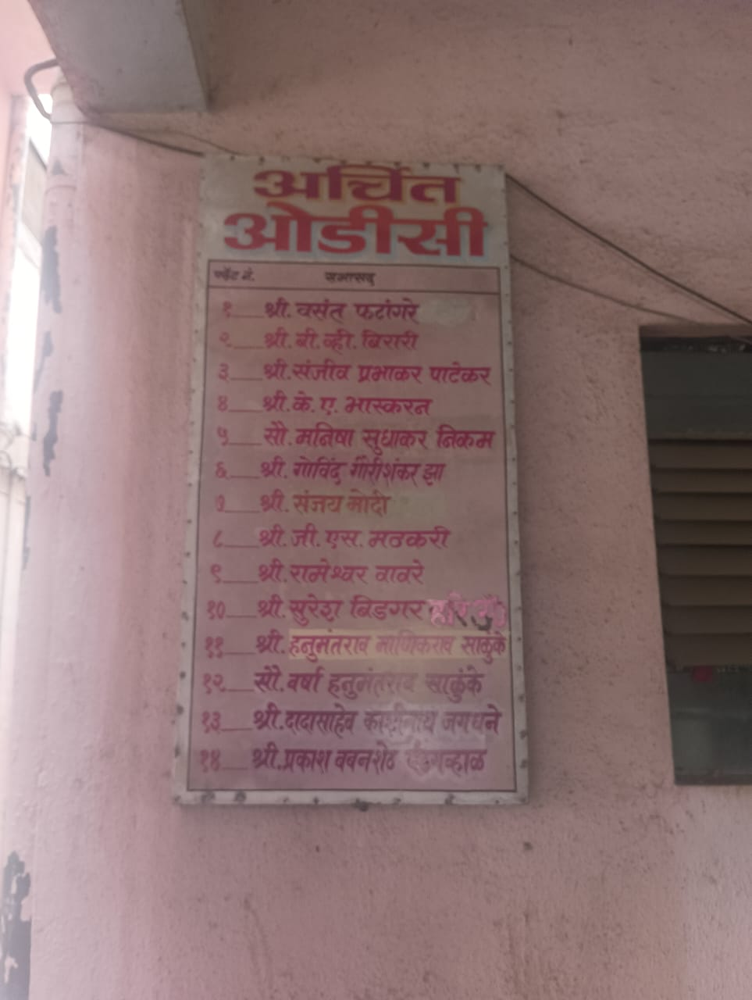 अर्चित
ओडीसी
फ्लॅट नं. सभासद
१ श्री. वसंत फटांगरे
२ श्री. बी. व्ही. बिरारी
३ श्री. संजीव प्रभाकर पाटेकर
४ श्री. के. ए. भास्करन
५ सौ. मनिषा सुधाकर निकम
६ श्री. गोविंद गौरीशंकर झा
७ श्री. संजय मोदी
८ श्री. जी. एस. मठकरी
९ श्री. रामेश्वर वावरे
१० श्री. सुरेश बिडगर
११ श्री. हनुमंतराव माणिकराव साळुंके
१२ सौ. वर्षा हनुमंतराव साळुंके
१३ श्री. दादासाहेब काशीनाथ जगधने
१४ श्री. प्रकाश बबनशेठ